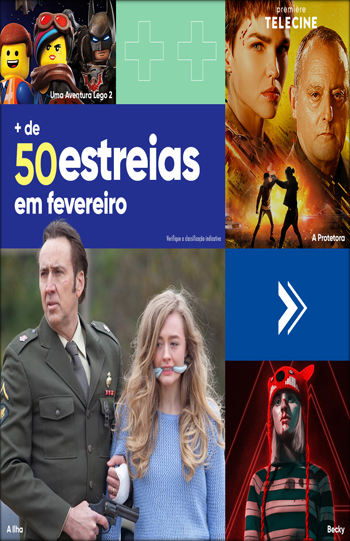 première
TELECINE
Uma Aventura Lego 2
+ de
50 estreias
em fevereiro
Verifique a classificação indicativa
A Protetora
A Ilha
Becky